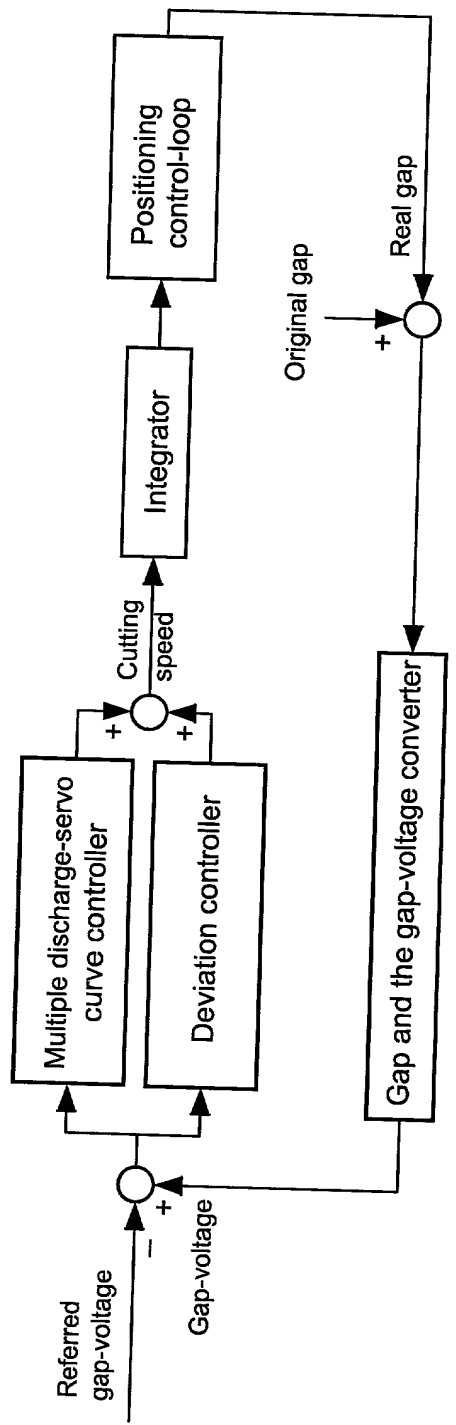 Referred
gap-voltage
−
+
Gap-voltage
Multiple discharge-servo
curve controller
Deviation controller
+
+
Cutting
speed
Integrator
Positioning
control-loop
Original gap
+
Real gap
Gap and the gap-voltage converter